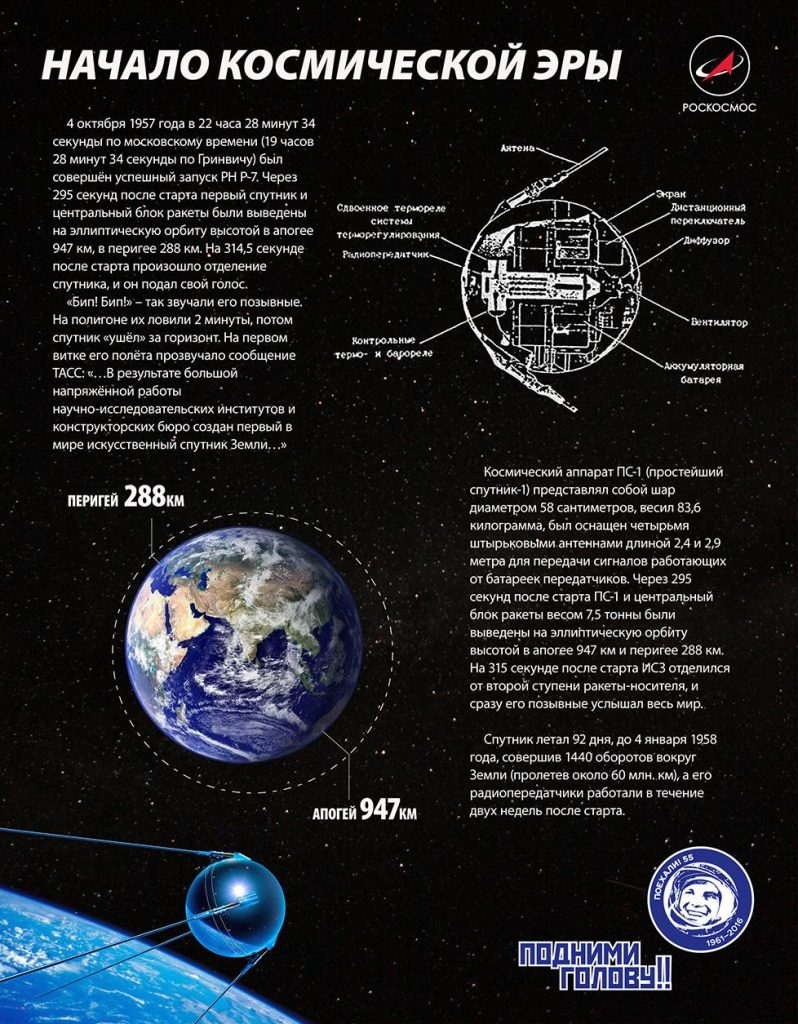 НАЧАЛО КОСМИЧЕСКОЙ ЭРЫ
РОСКОСМОС
4 октября 1957 года в 22 часа 28 минут 34
секунды по московскому времени (19 часов
28 минут 34 секунды по Гринвичу) был
совершён успешный запуск РН Р-7. Через
295 секунд после старта первый спутник и
центральный блок ракеты были выведены
на эллиптическую орбиту высотой в апогее
947 км, в перигее 288 км. На 314,5 секунде
после старта произошло отделение
спутника, и он подал свой голос.
«Бип! Бип!» – так звучали его позывные.
На полигоне их ловили 2 минуты, потом
спутник «ушёл» за горизонт. На первом
витке его полёта прозвучало сообщение
ТАСС: «…В результате большой
напряжённой работы
научно-исследовательских институтов и
конструкторских бюро создан первый в
мире искусственный спутник Земли…»
Антена
Сдвоенное термореле
система
терморегулирования
Радиопередатчик
Контрольные
термо- и барореле
Экран
Дистанционный
переключатель
Диффузор
Вентилятор
Аккумуляторная
батарея
ПЕРИГЕЙ 288КМ
АПОГЕЙ 947КМ
Космический аппарат ПС-1 (простейший
спутник-1) представлял собой шар
диаметром 58 сантиметров, весил 83,6
килограмма, был оснащен четырьмя
штырьковыми антеннами длиной 2,4 и 2,9
метра для передачи сигналов работающих
от батареек передатчиков. Через 295
секунд после старта ПС-1 и центральный
блок ракеты весом 7,5 тонны были
выведены на эллиптическую орбиту
высотой в апогее 947 км и перигее 288 км.
На 315 секунде после старта ИСЗ отделился
от второй ступени ракеты-носителя, и
сразу его позывные услышал весь мир.
Спутник летал 92 дня, до 4 января 1958
года, совершив 1440 оборотов вокруг
Земли (пролетев около 60 млн. км), а его
радиопередатчики работали в течение
двух недель после старта.
ПОЕХАЛИ! 55
1961–2016
ПОДНИМИ
ГОЛОВУ!!